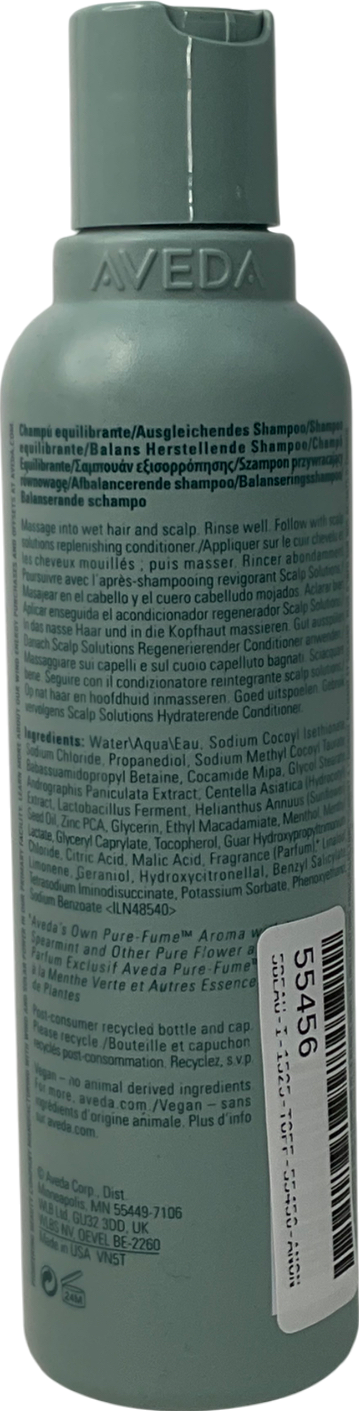 AVEDA
Champú equilibrante/Ausgleichendes Shampoo/Shampoo
equilibrante/Balans Herstellende Shampoo/Champú
Equilibrante/Σαμπουάν εξισορρόπησης/Szampon przywracający
równowagę/Afbalancerende shampoo/Balanseringsshampoo
Balanserande schampo
Massage into wet hair and scalp. Rinse well. Follow with scalp
solutions replenishing conditioner./Appliquer sur le cuir chevelu et
les cheveux mouillés ; puis masser. Rincer abondamment.
Poursuivre avec l'après-shampooing revigorant Scalp Solutions.
Masajear en el cabello y el cuero cabelludo mojados. Aclarar bien.
Aplicar enseguida el acondicionador regenerador Scalp Solutions.
In das nasse Haar und in die Kopfhaut massieren. Gut ausspülen.
Danach Scalp Solutions Regenerierender Conditioner anwenden.
Massaggiare sui capelli e sul cuoio capelluto bagnati. Sciacquare
bene. Seguire con il condizionatore reintegrante scalp solutions.
Op nat haar en hoofdhuid inmasseren. Goed uitspoelen. Gebruik
vervolgens Scalp Solutions Hydraterende Conditioner.
Ingredients: Water\Aqua\Eau, Sodium Cocoyl Isethionate,
Sodium Chloride, Propanediol, Sodium Methyl Cocoyl Taurate,
Babassuamidopropyl Betaine, Cocamide Mipa, Glycol Stearate,
Andrographis Paniculata Extract, Centella Asiatica (Hydrocotyl)
Extract, Lactobacillus Ferment, Helianthus Annuus (Sunflower)
Seed Oil, Zinc PCA, Glycerin, Ethyl Macadamiate, Menthol, Menthyl
Lactate, Glyceryl Caprylate, Tocopherol, Guar Hydroxypropyltrimonium
Chloride, Citric Acid, Malic Acid, Fragrance (Parfum),* Linalool,
Limonene, Geraniol, Hydroxycitronellal, Benzyl Salicylate,
Tetrasodium Iminodisuccinate, Potassium Sorbate, Phenoxyethanol,
Sodium Benzoate <ILN48540>
*Aveda's Own Pure-Fume™ Aroma with
Spearmint and Other Pure Flower a
Parfum Exclusif Aveda Pure-Fume™
à la Menthe Verte et Autres Essence
de Plantes
Post-consumer recycled bottle and cap.
Please recycle./Bouteille et capuchon
recyclés post-consommation. Recyclez, s.v.p.
Vegan – no animal derived ingredients
For more, aveda.com./Vegan – sans
ingrédients d'origine animale. Plus d'info
sur aveda.com.
© Aveda Corp., Dist.
Minneapolis, MN 55449-7106
WLB Ltd, GU32 3DD, UK
WLBS NV, OEVEL BE-2260
Made in USA VN5T
24M
55456